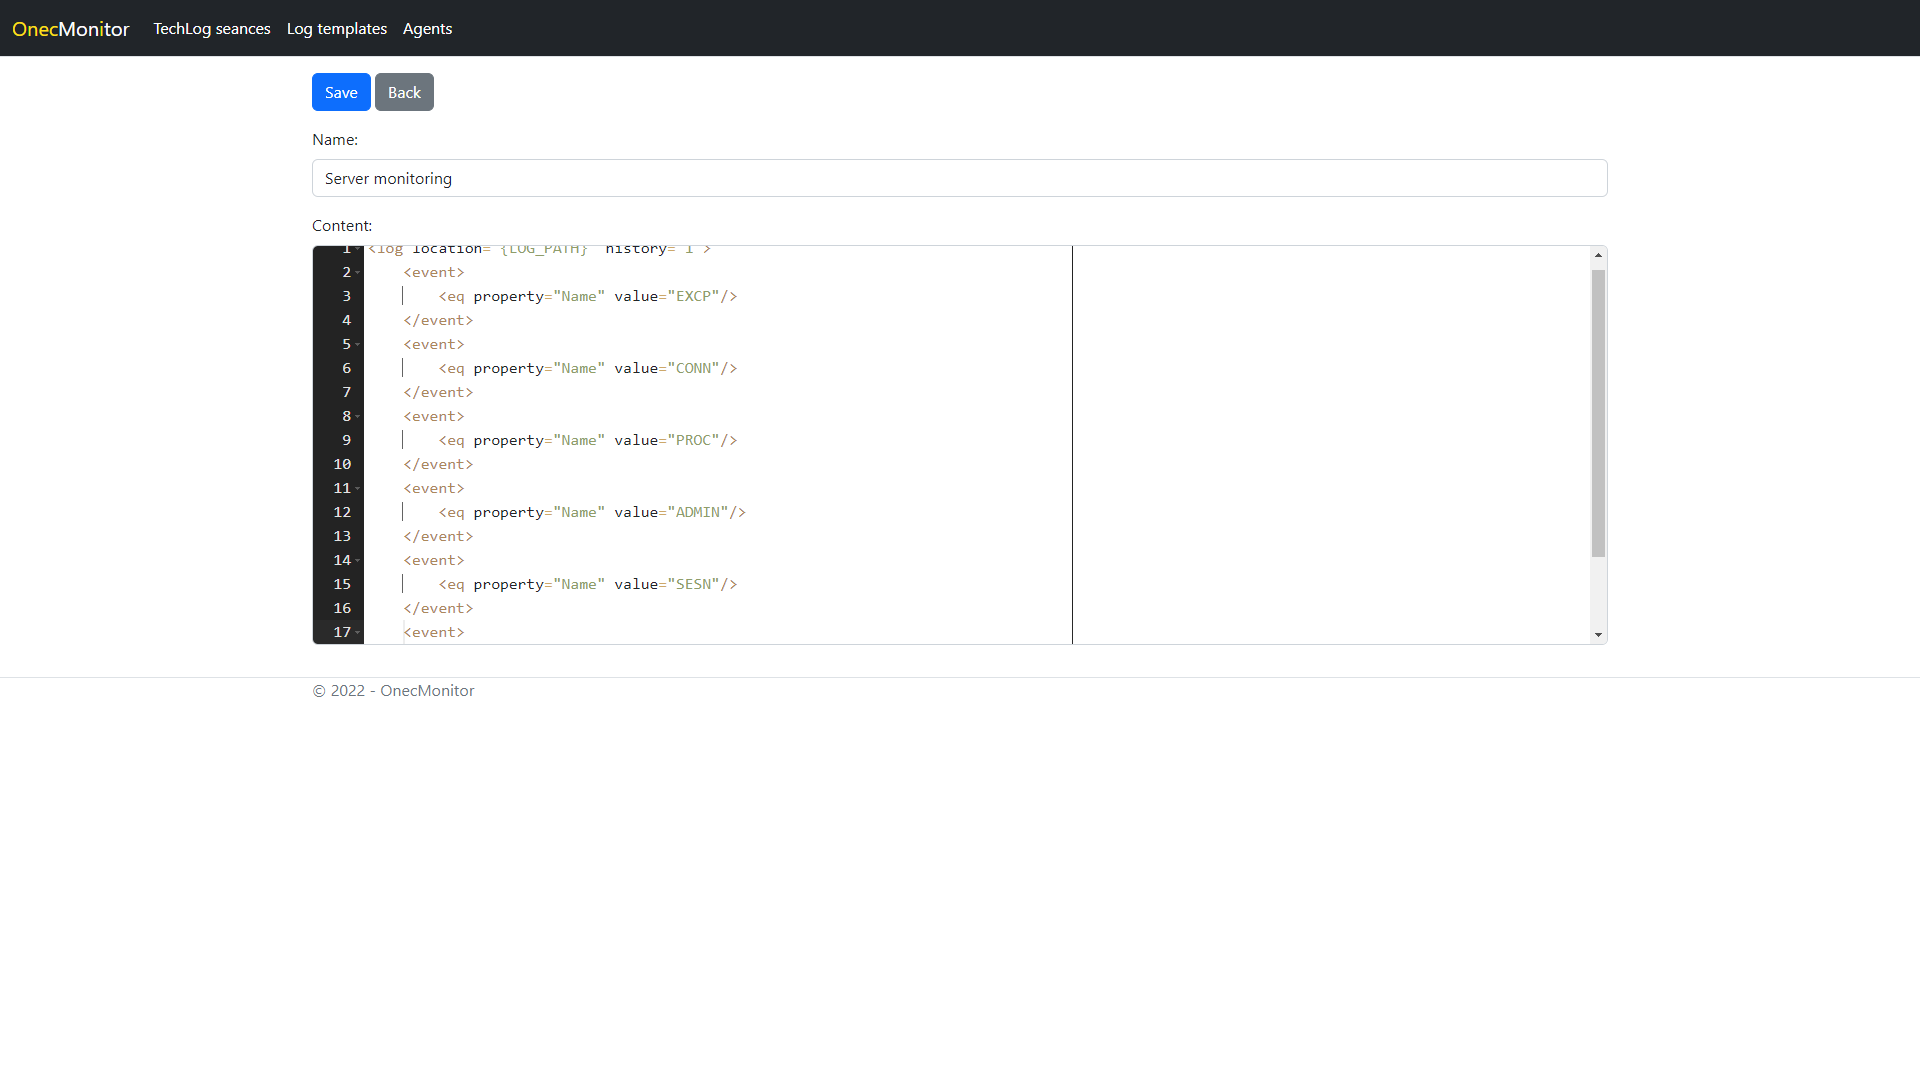 OnecMonitor TechLog seances Log templates Agents
Save Back
Name:
Server monitoring
Content:
1 <log location="{LOG_PATH}" history="1">
2 <event>
3 <eq property="Name" value="EXCP"/>
4 </event>
5 <event>
6 <eq property="Name" value="CONN"/>
7 </event>
8 <event>
9 <eq property="Name" value="PROC"/>
10 </event>
11 <event>
12 <eq property="Name" value="ADMIN"/>
13 </event>
14 <event>
15 <eq property="Name" value="SESN"/>
16 </event>
17 <event>
© 2022 - OnecMonitor